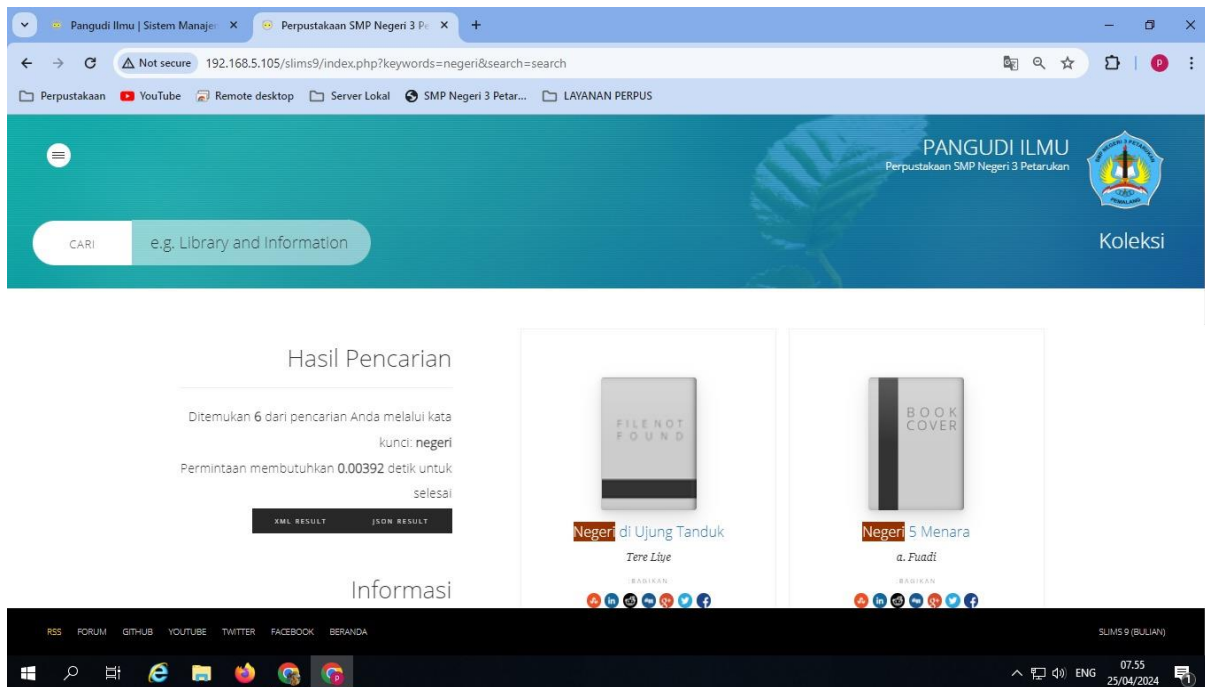 Pangudi Ilmu | Sistem Manaje
Perpustakaan SMP Negeri 3 Pe
Not secure
192.168.5.105/slims9/index.php?keywords=negeri&search=search
P
Perpustakaan
YouTube
Remote desktop
Server Lokal
SMP Negeri 3 Petar...
LAYANAN PERPUS
PANGUDI ILMU
Perpustakaan SMP Negeri 3 Petarukan
PEMALANG
CARI
e.g. Library and Information
Koleksi
Hasil Pencarian
Ditemukan 6 dari pencarian Anda melalui kata
kunci: negeri
Permintaan membutuhkan 0.00392 detik untuk
selesai
XML RESULT
JSON RESULT
Informasi
FILE NOT
FOUND
Negeri di Ujung Tanduk
Tere Liye
BAGIKAN
BOOK
COVER
Negeri 5 Menara
a. Fuadi
BAGIKAN
RSS FORUM GITHUB YOUTUBE TWITTER FACEBOOK BERANDA
SLIMS 9 (BULIAN)
ENG
07.55
25/04/2024
1